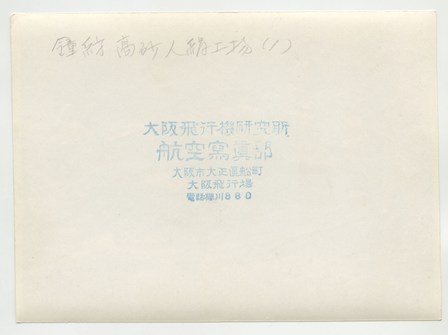 鐘紡 高砂人絹工場 (1)
大阪飛行機研究所
航空寫眞部
大阪市大正區船町
大阪飛行場
電話櫻川880